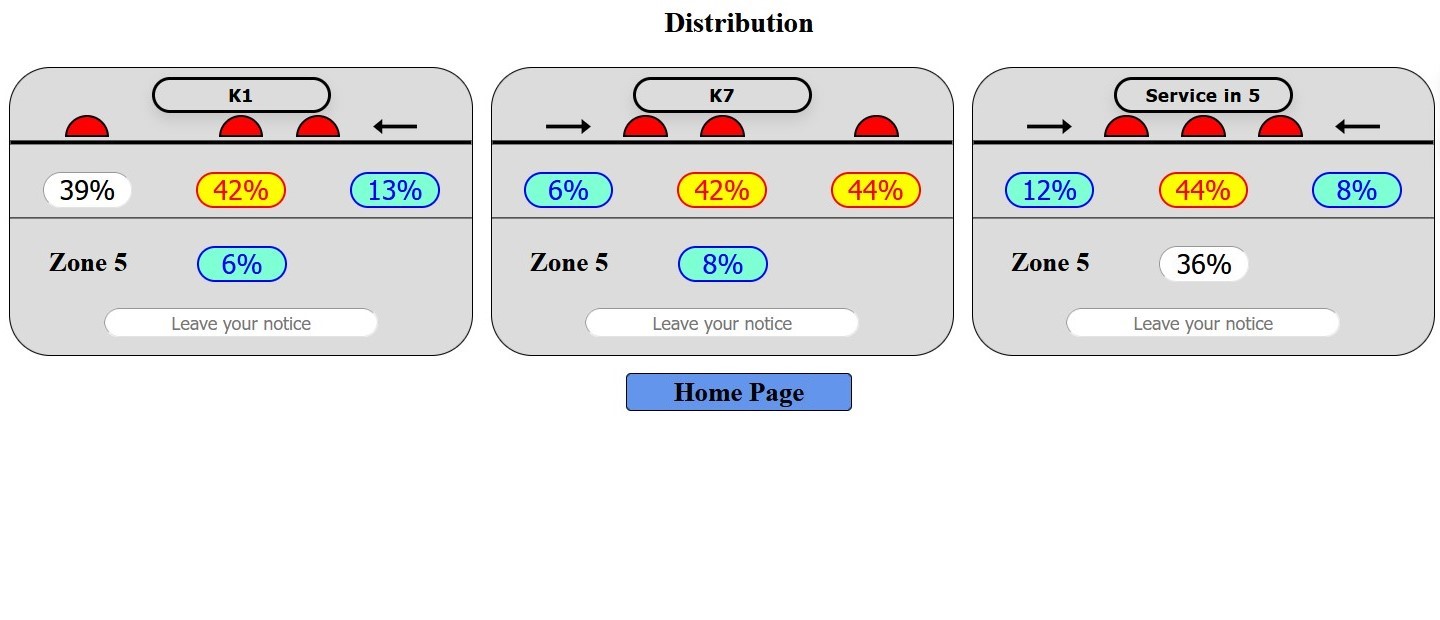 Distribution
K1
39% 42% 13%
Zone 5 6%
Leave your notice
K7
6% 42% 44%
Zone 5 8%
Leave your notice
Service in 5
12% 44% 8%
Zone 5 36%
Leave your notice
Home Page